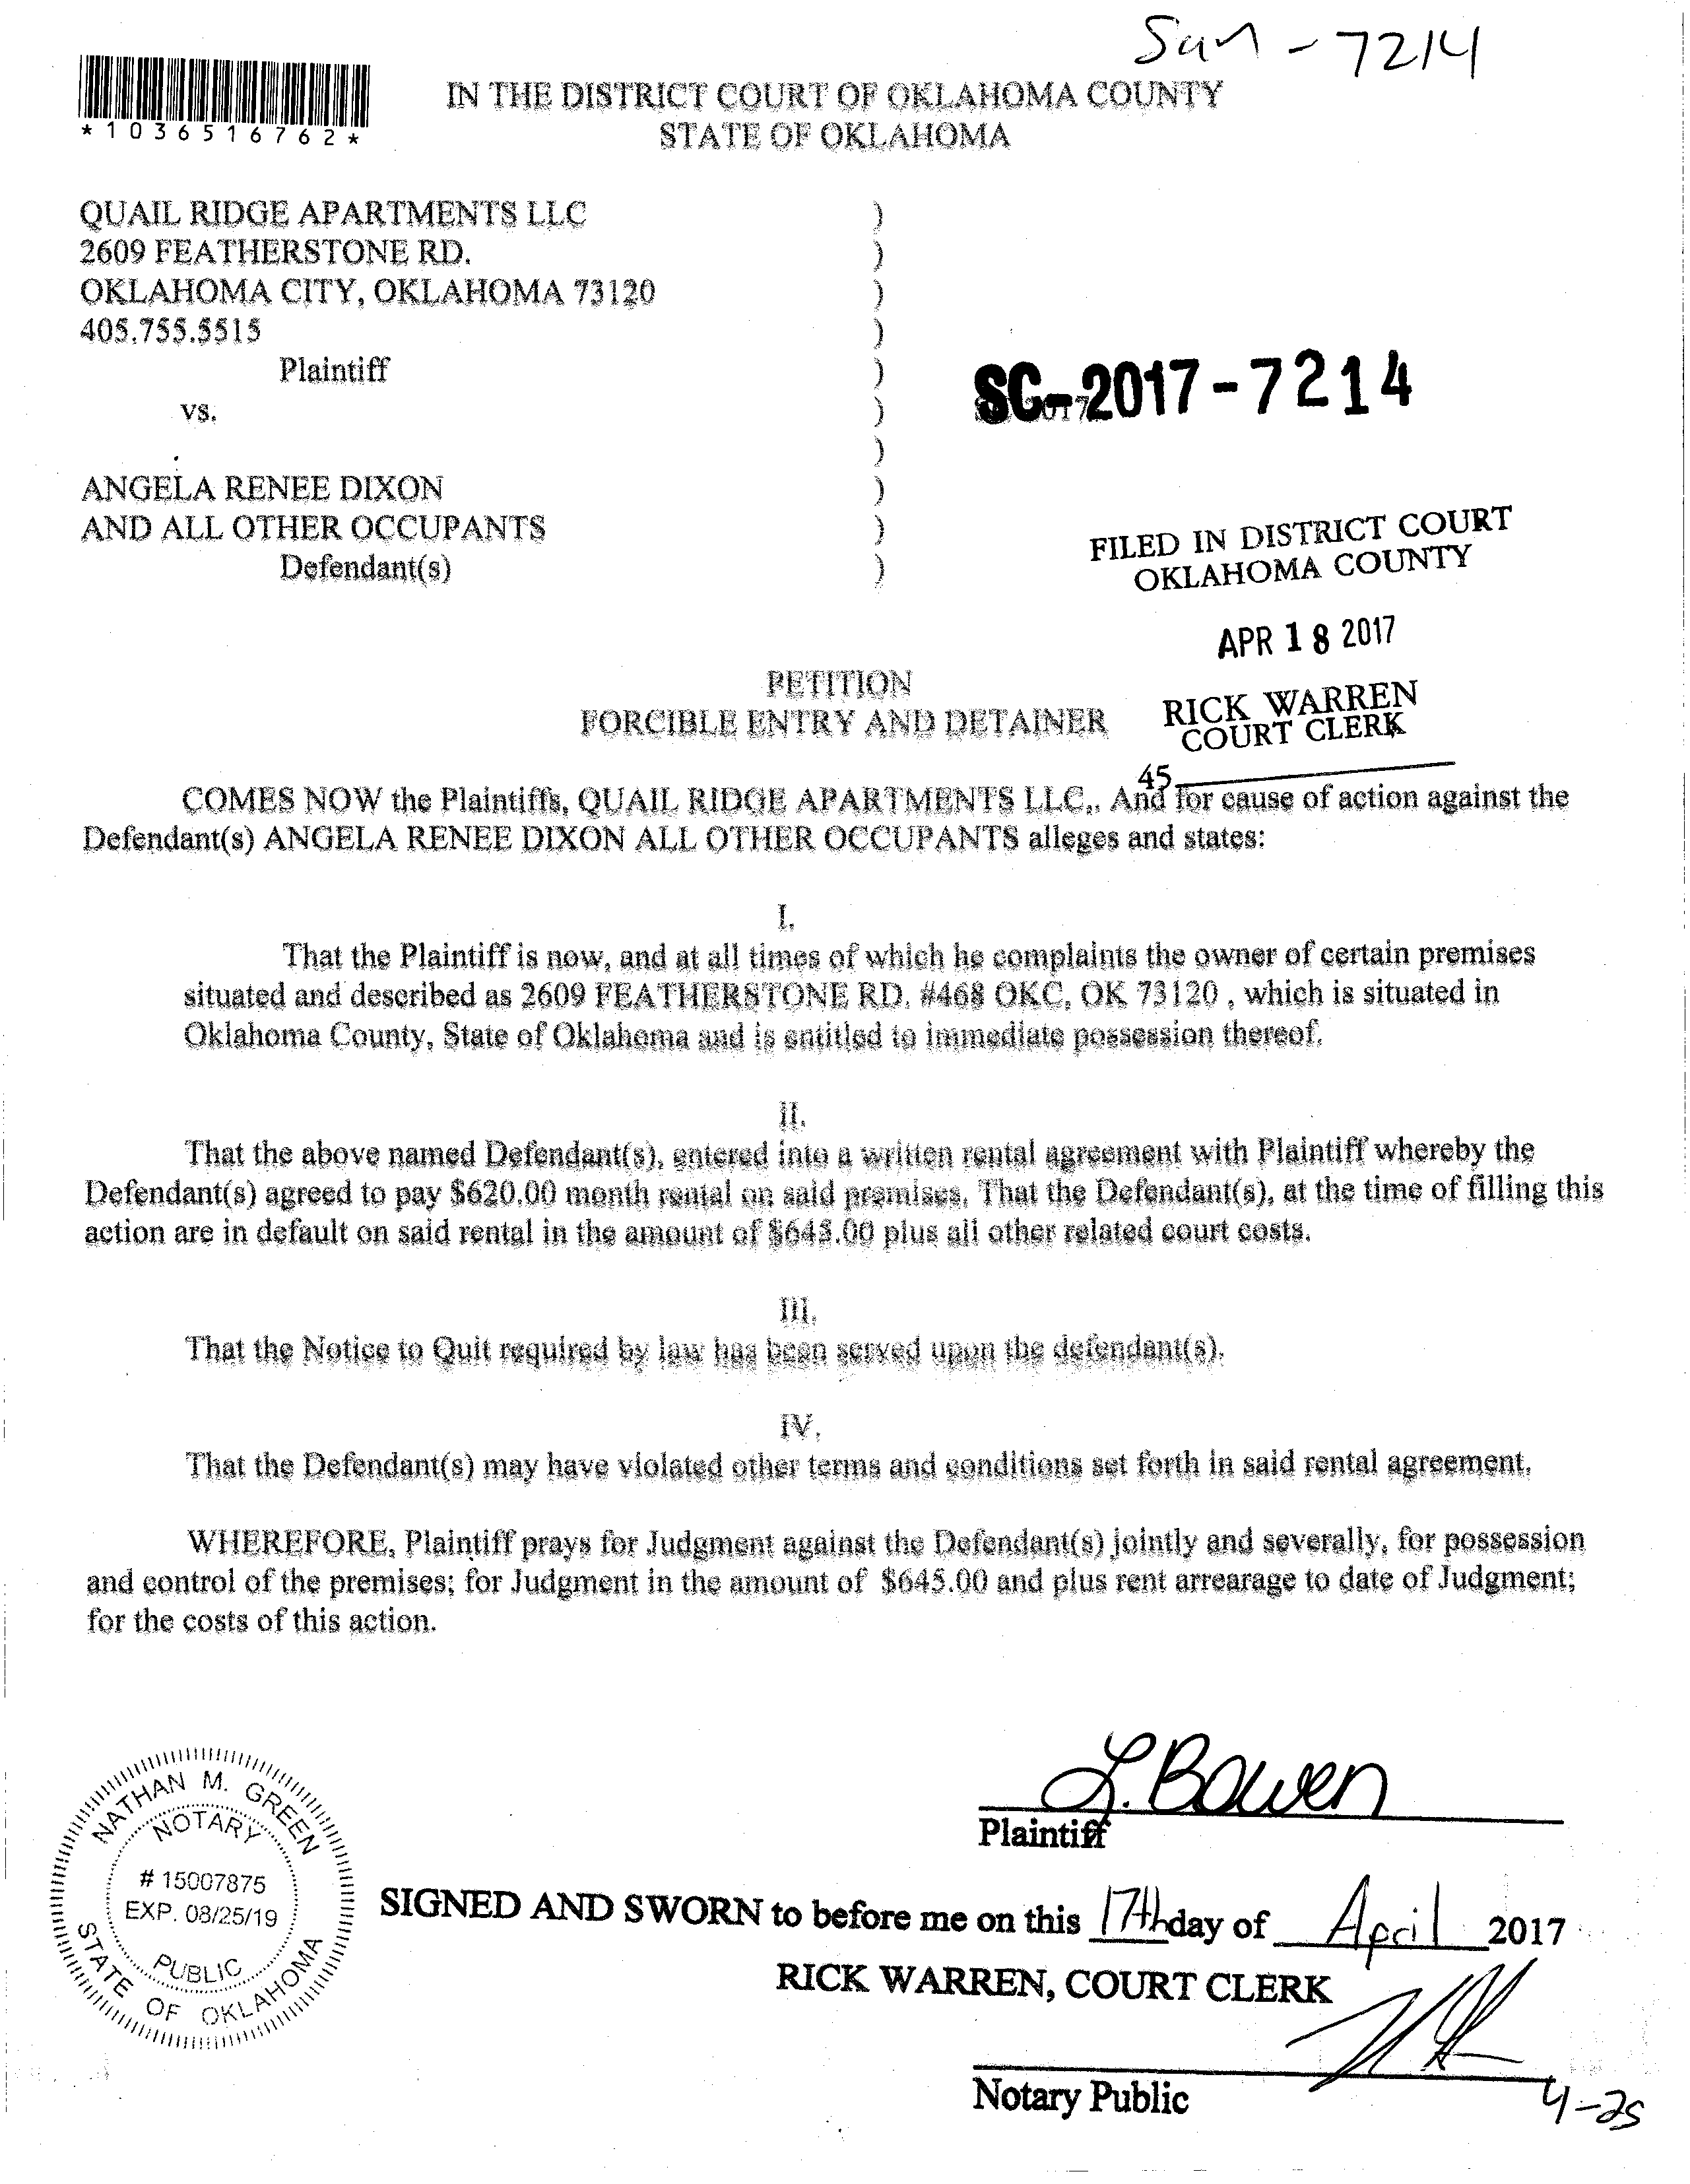 Sam - 7214
*1036516762*
IN THE DISTRICT COURT OF OKLAHOMA COUNTY
STATE OF OKLAHOMA
QUAIL RIDGE APARTMENTS LLC )
2609 FEATHERSTONE RD. )
OKLAHOMA CITY, OKLAHOMA 73120 )
405.755.5515 )
Plaintiff )
vs. )
)
ANGELA RENEE DIXON )
AND ALL OTHER OCCUPANTS )
Defendant(s) )
SC-2017-7214
FILED IN DISTRICT COURT
OKLAHOMA COUNTY
APR 18 2017
RICK WARREN
COURT CLERK
45
PETITION
FORCIBLE ENTRY AND DETAINER
COMES NOW the Plaintiffs, QUAIL RIDGE APARTMENTS LLC,. And for cause of action against the
Defendant(s) ANGELA RENEE DIXON ALL OTHER OCCUPANTS alleges and states:
I.
That the Plaintiff is now, and at all times of which he complaints the owner of certain premises
situated and described as 2609 FEATHERSTONE RD. #468 OKC, OK 73120 , which is situated in
Oklahoma County, State of Oklahoma and is entitled to immediate possession thereof.
II.
That the above named Defendant(s), entered into a written rental agreement with Plaintiff whereby the
Defendant(s) agreed to pay $620.00 month rental on said premises. That the Defendant(s), at the time of filling this
action are in default on said rental in the amount of $645.00 plus all other related court costs.
III.
That the Notice to Quit required by law has been served upon the defendant(s).
IV.
That the Defendant(s) may have violated other terms and conditions set forth in said rental agreement.
WHEREFORE, Plaintiff prays for Judgment against the Defendant(s) jointly and severally, for possession
and control of the premises; for Judgment in the amount of $645.00 and plus rent arrearage to date of Judgment;
for the costs of this action.
L. Bowen
Plaintiff
NATHAN M. GREEN
NOTARY
# 15007875
EXP. 08/25/19
PUBLIC
STATE OF OKLAHOMA
SIGNED AND SWORN to before me on this 17th day of April 2017
RICK WARREN, COURT CLERK
Notary Public
4-25